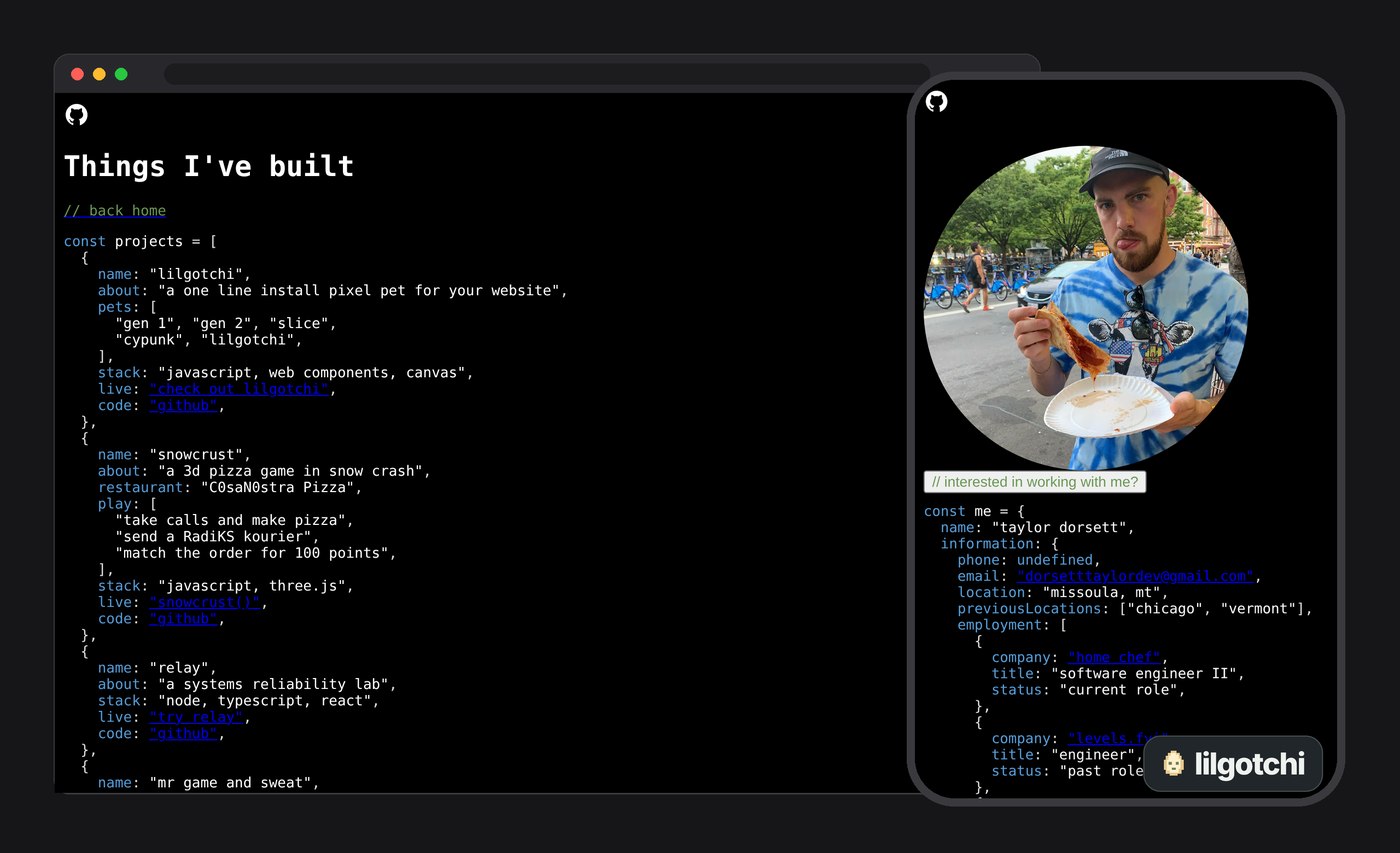 Things I've built
// back home
const projects = [
{
name: "lilgotchi",
about: "a one line install pixel pet for your website",
pets: [
"gen 1", "gen 2", "slice",
"cypunk", "lilgotchi",
],
stack: "javascript, web components, canvas",
live: "check out lilgotchi",
code: "github",
},
{
name: "snowcrust",
about: "a 3d pizza game in snow crash",
restaurant: "C0saN0stra Pizza",
play: [
"take calls and make pizza",
"send a RadiKS kourier",
"match the order for 100 points",
],
stack: "javascript, three.js",
live: "snowcrust()",
code: "github",
},
{
name: "relay",
about: "a systems reliability lab",
stack: "node, typescript, react",
live: "try relay",
code: "github",
},
{
name: "mr game and sweat",
// interested in working with me?
const me = {
name: "taylor dorsett",
information: {
phone: undefined,
email: "dorsetttaylordev@gmail.com",
location: "missoula, mt",
previousLocations: ["chicago", "vermont"],
employment: [
{
company: "home chef",
title: "software engineer II",
status: "current role",
},
{
company: "levels.fy
title: "engineer",
status: "past role
},
lilgotchi